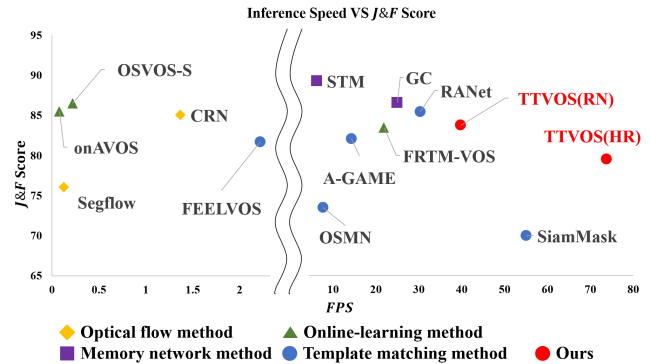 Inference Speed VS J&F Score
95
90
85
80
75
70
65
J&F Score
OSVOS-S
onAVOS
CRN
Segflow
FEELVOS
STM
GC
RANet
TTVOS(RN)
TTVOS(HR)
FRTM-VOS
A-GAME
OSMN
SiamMask
0 0.5 1 1.5 2 10 20 30 40 50 60 70 80
FPS
Optical flow method Online-learning method
Memory network method Template matching method Ours